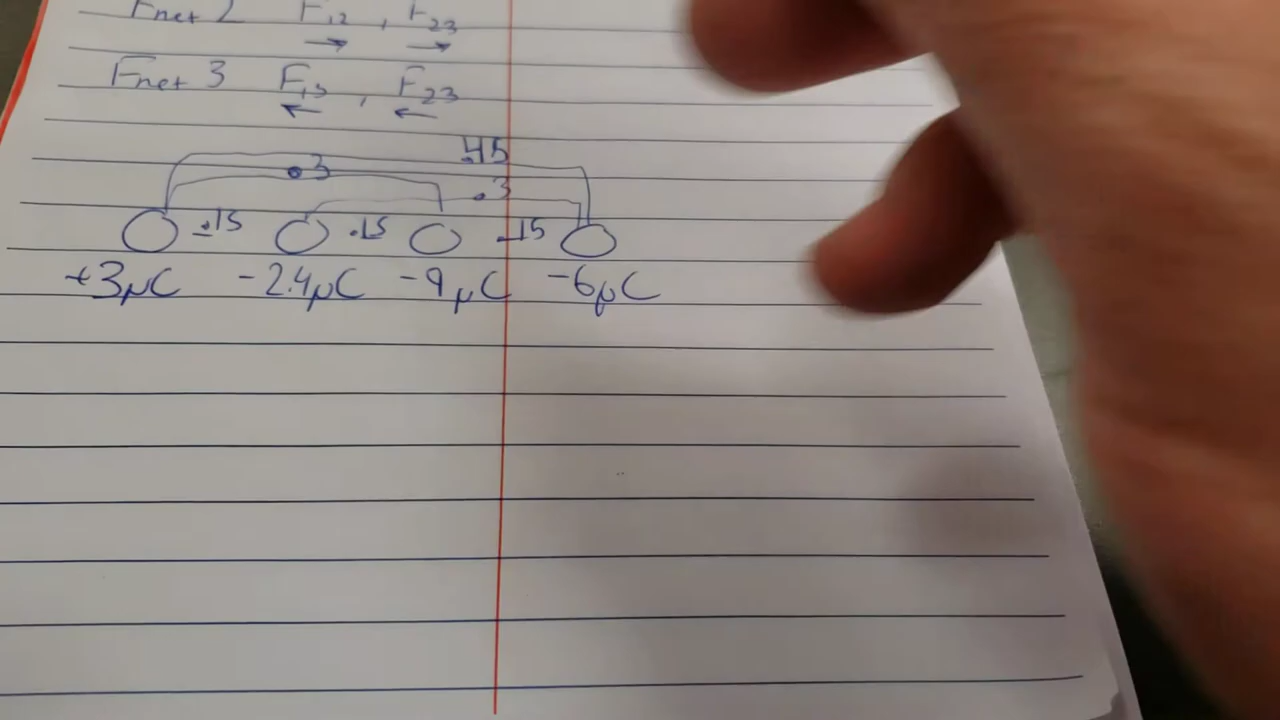 Fnet 2 F12 , F23
Fnet 3 F13 , F23
.45
.3
.3
.15 .15 .15
+3μC -2.4μC -9μC -6μC